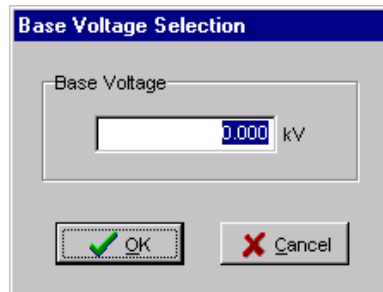 Base Voltage Selection
Base Voltage
0.000 kV
OK Cancel